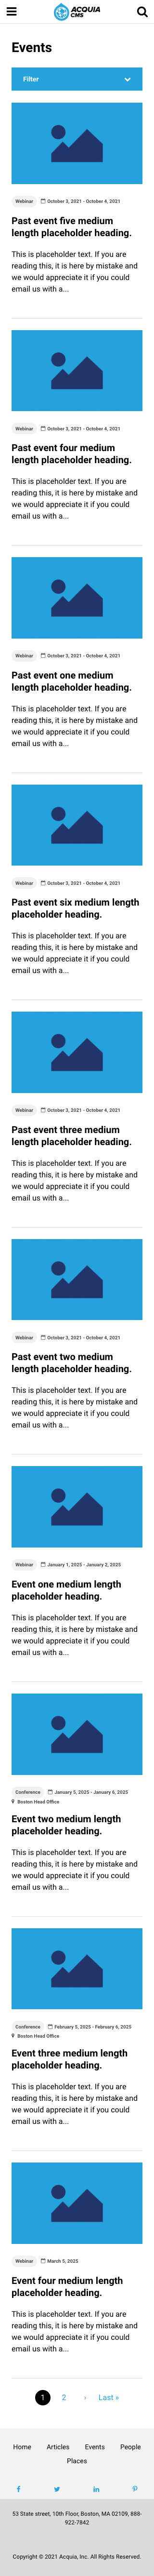 ACQUIA
CMS
Events
Filter
Webinar October 3, 2021 - October 4, 2021
Past event five medium
length placeholder heading.
This is placeholder text. If you are
reading this, it is here by mistake and
we would appreciate it if you could
email us with a...
Webinar October 3, 2021 - October 4, 2021
Past event four medium
length placeholder heading.
This is placeholder text. If you are
reading this, it is here by mistake and
we would appreciate it if you could
email us with a...
Webinar October 3, 2021 - October 4, 2021
Past event one medium
length placeholder heading.
This is placeholder text. If you are
reading this, it is here by mistake and
we would appreciate it if you could
email us with a...
Webinar October 3, 2021 - October 4, 2021
Past event six medium length
placeholder heading.
This is placeholder text. If you are
reading this, it is here by mistake and
we would appreciate it if you could
email us with a...
Webinar October 3, 2021 - October 4, 2021
Past event three medium
length placeholder heading.
This is placeholder text. If you are
reading this, it is here by mistake and
we would appreciate it if you could
email us with a...
Webinar October 3, 2021 - October 4, 2021
Past event two medium
length placeholder heading.
This is placeholder text. If you are
reading this, it is here by mistake and
we would appreciate it if you could
email us with a...
Webinar January 1, 2025 - January 2, 2025
Event one medium length
placeholder heading.
This is placeholder text. If you are
reading this, it is here by mistake and
we would appreciate it if you could
email us with a...
Conference January 5, 2025 - January 6, 2025
Boston Head Office
Event two medium length
placeholder heading.
This is placeholder text. If you are
reading this, it is here by mistake and
we would appreciate it if you could
email us with a...
Conference February 5, 2025 - February 6, 2025
Boston Head Office
Event three medium length
placeholder heading.
This is placeholder text. If you are
reading this, it is here by mistake and
we would appreciate it if you could
email us with a...
Webinar March 5, 2025
Event four medium length
placeholder heading.
This is placeholder text. If you are
reading this, it is here by mistake and
we would appreciate it if you could
email us with a...
1 2 › Last »
Home Articles Events People
Places
53 State street, 10th Floor, Boston, MA 02109, 888-
922-7842
Copyright © 2021 Acquia, Inc. All Rights Reserved.